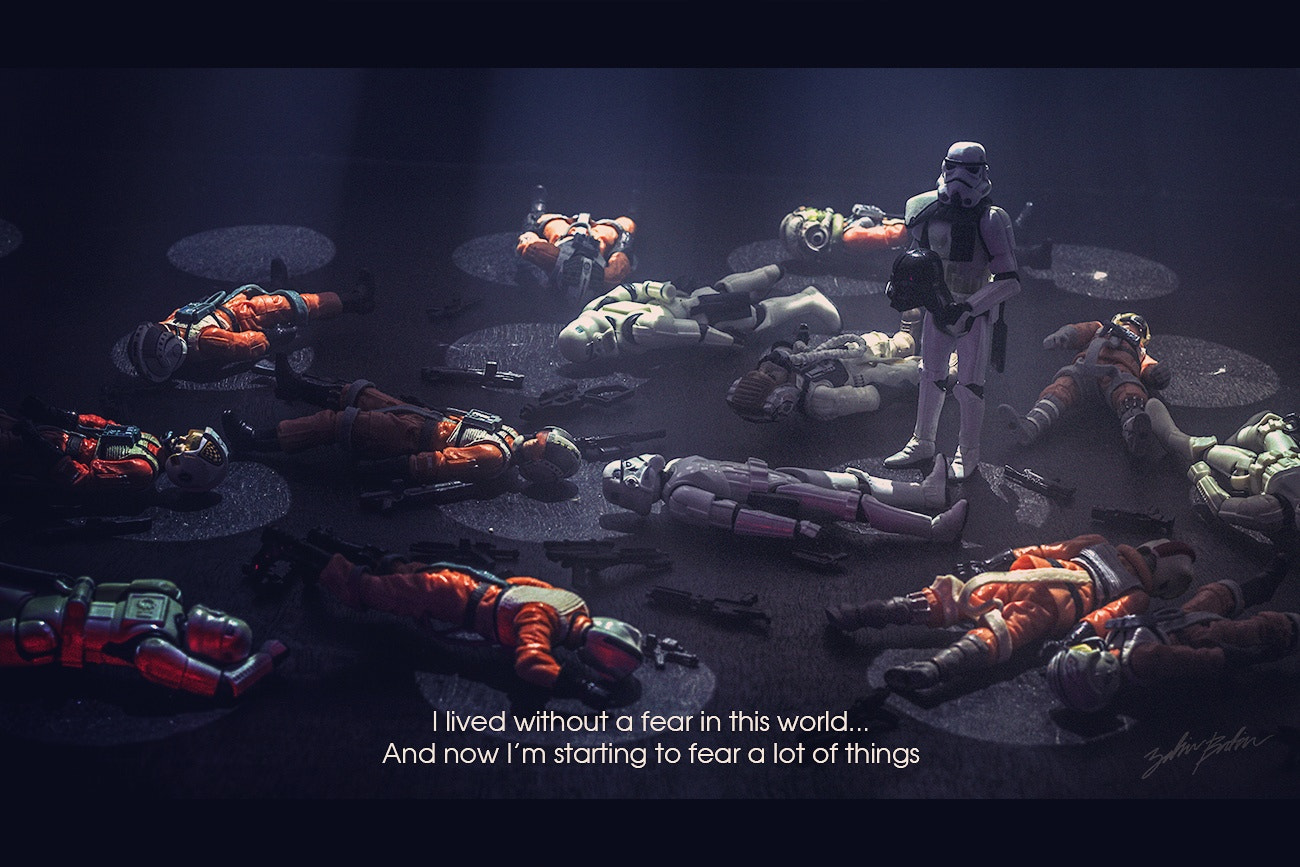 I lived without a fear in this world...
And now I'm starting to fear a lot of things